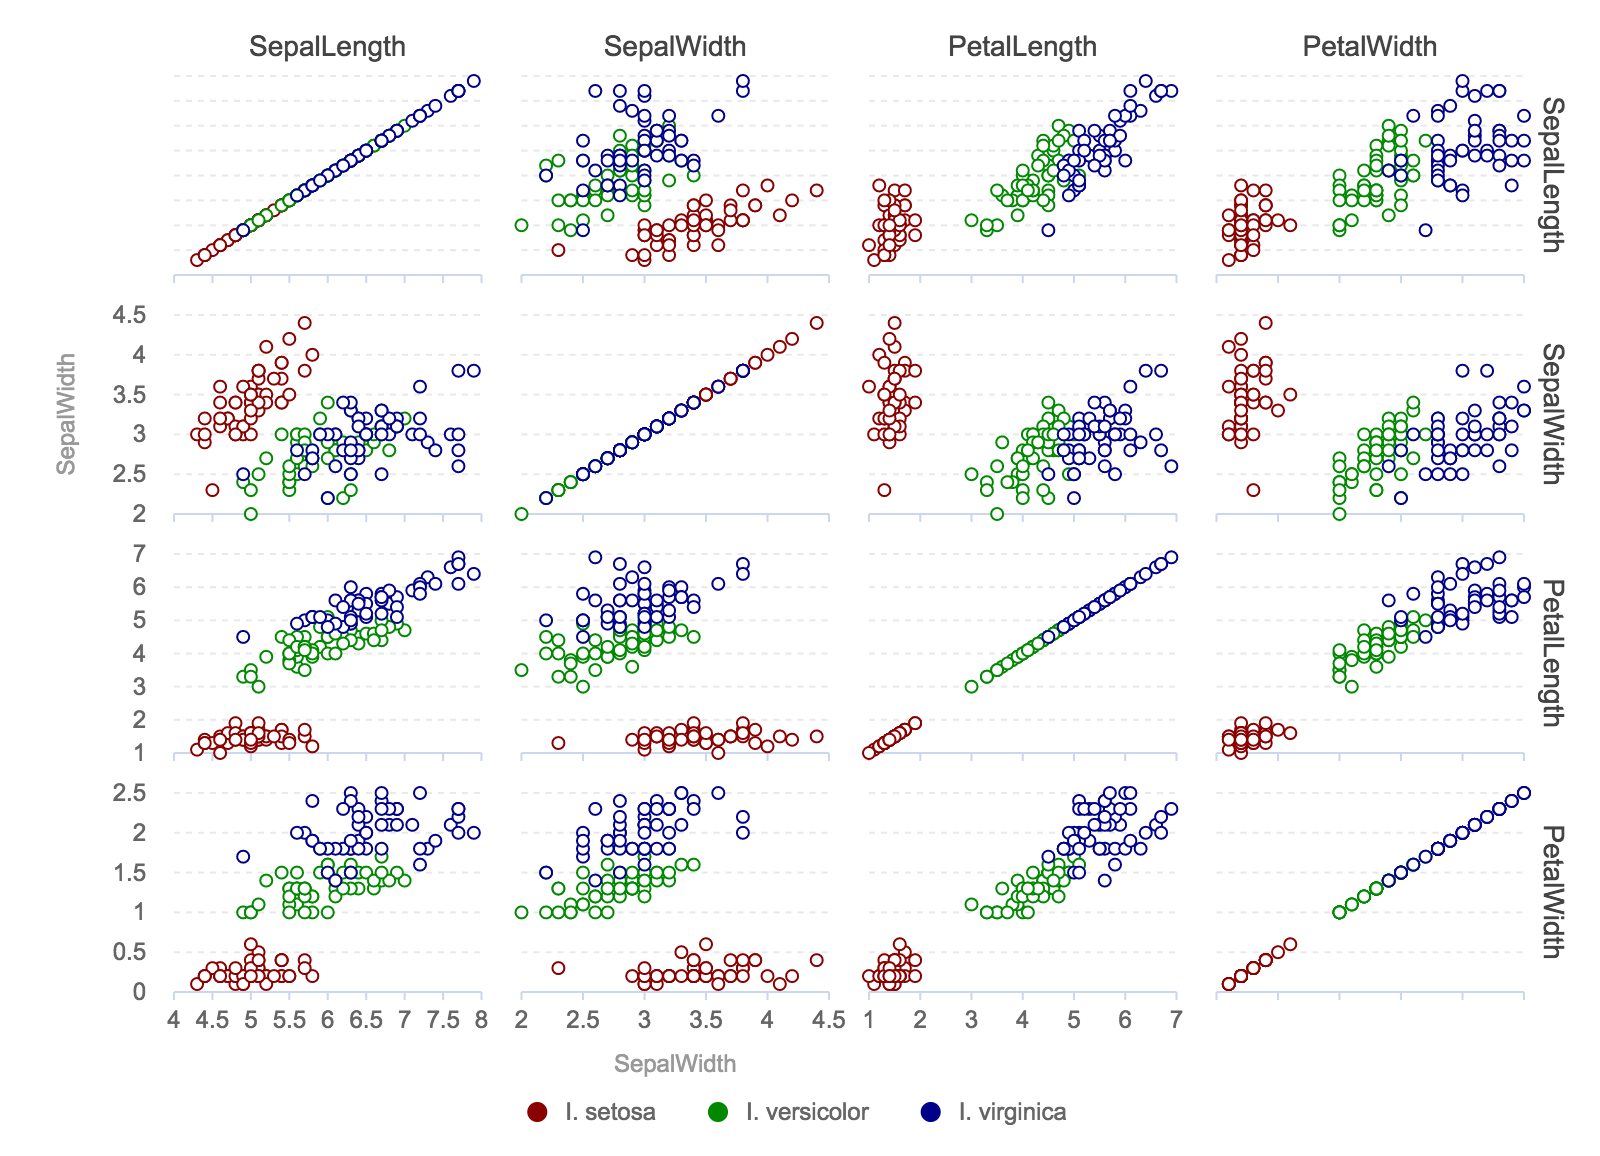 SepalLength SepalWidth PetalLength PetalWidth
SepalLength
4.5
4
3.5
3
2.5
2
SepalWidth
SepalWidth
7
6
5
4
3
2
1
PetalLength
2.5
2
1.5
1
0.5
0
PetalWidth
4 4.5 5 5.5 6 6.5 7 7.5 8 2 2.5 3 3.5 4 4.5 1 2 3 4 5 6 7
SepalWidth
I. setosa I. versicolor I. virginica